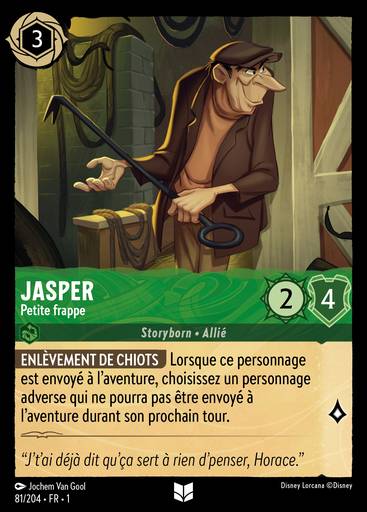 3
JASPER
Petite frappe
2
4
Storyborn • Allié
ENLÈVEMENT DE CHIOTS Lorsque ce personnage
est envoyé à l'aventure, choisissez un personnage
adverse qui ne pourra pas être envoyé à
l'aventure durant son prochain tour.
“J't'ai déjà dit qu'ça sert à rien d'penser, Horace.”
Jochem Van Gool
Disney Lorcana ©Disney
81/204 • FR • 1